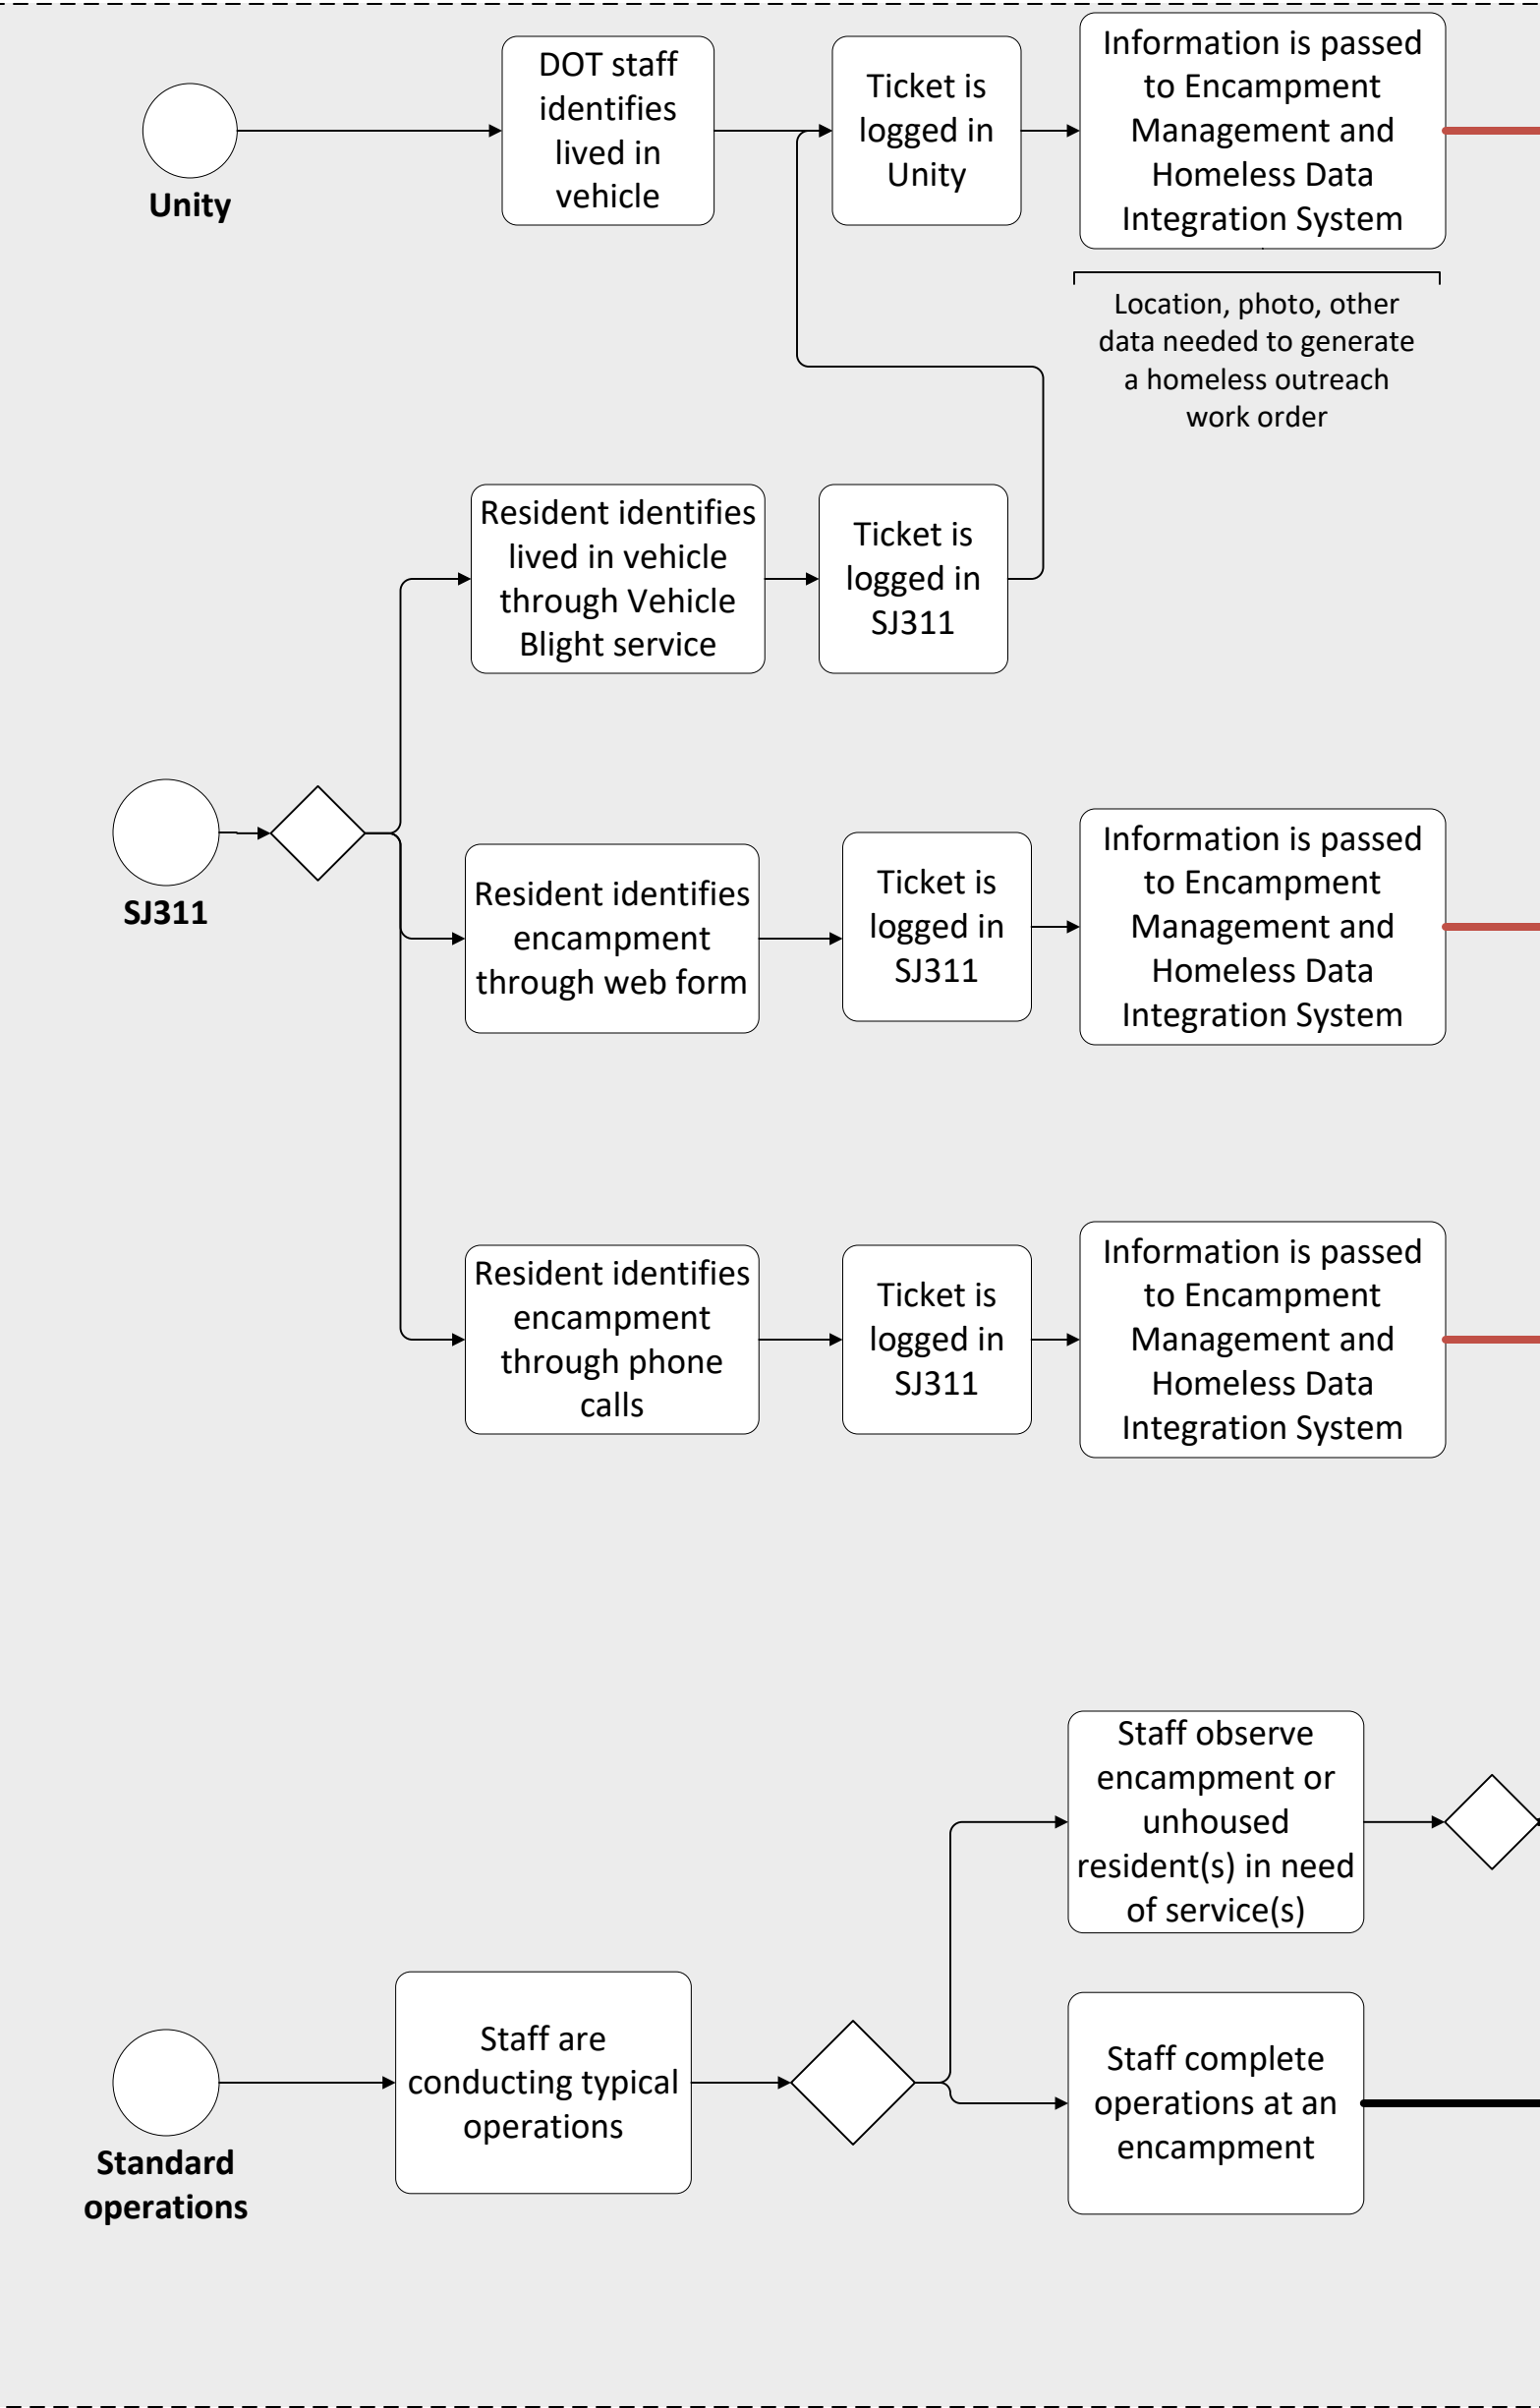 Unity
DOT staff
identifies
lived in
vehicle
Ticket is
logged in
Unity
Information is passed
to Encampment
Management and
Homeless Data
Integration System
Location, photo, other
data needed to generate
a homeless outreach
work order
Resident identifies
lived in vehicle
through Vehicle
Blight service
Ticket is
logged in
SJ311
SJ311
Resident identifies
encampment
through web form
Ticket is
logged in
SJ311
Information is passed
to Encampment
Management and
Homeless Data
Integration System
Resident identifies
encampment
through phone
calls
Ticket is
logged in
SJ311
Information is passed
to Encampment
Management and
Homeless Data
Integration System
Staff observe
encampment or
unhoused
resident(s) in need
of service(s)
Standard
operations
Staff are
conducting typical
operations
Staff complete
operations at an
encampment